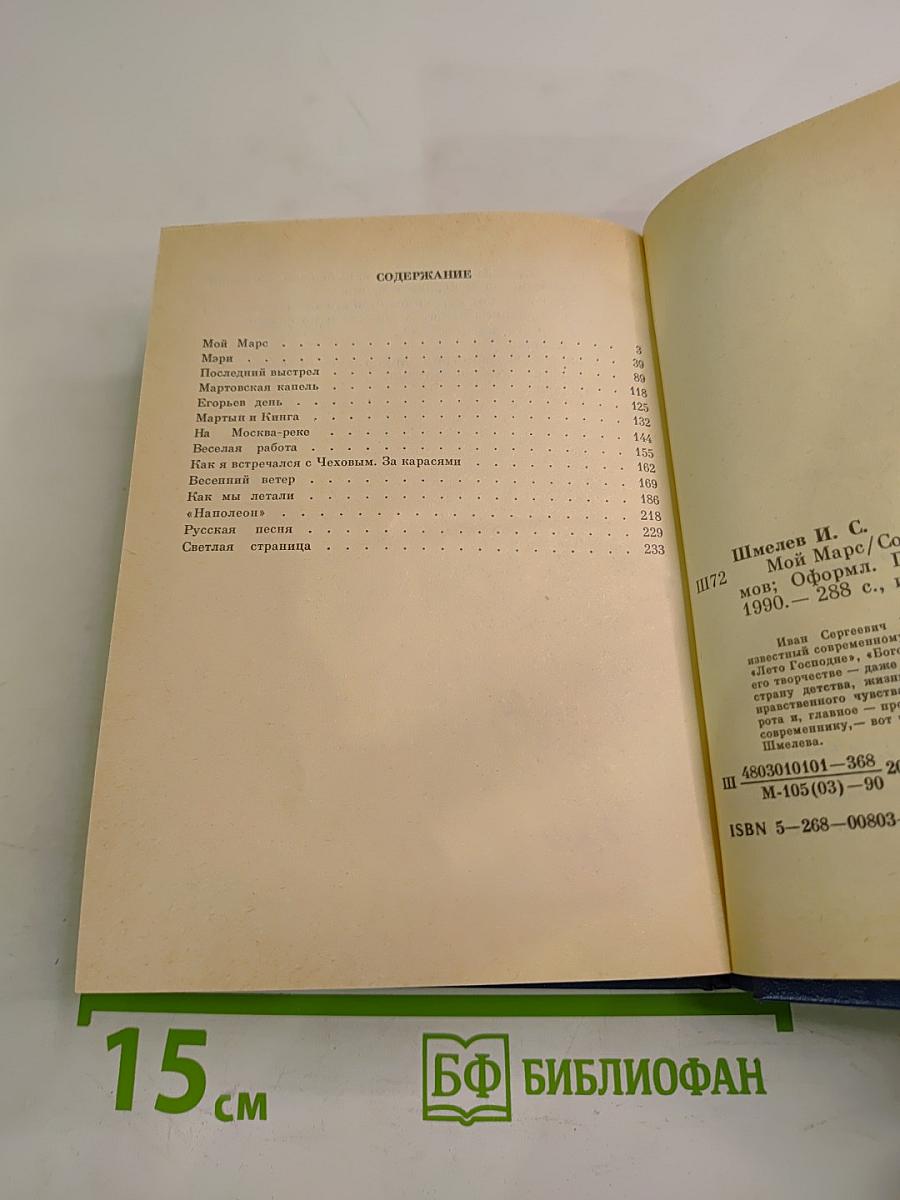 СОДЕРЖАНИЕ
Мой Марс . . . . . . . . . . . . . . . . . . 3
Мэри . . . . . . . . . . . . . . . . . . . 39
Последний выстрел . . . . . . . . . . . . . . . 89
Мартовская капель . . . . . . . . . . . . . . . 118
Егорьев день . . . . . . . . . . . . . . . . . 125
Мартын и Кинга . . . . . . . . . . . . . . . . 132
На Москва-реке . . . . . . . . . . . . . . . . 144
Веселая работа . . . . . . . . . . . . . . . . 155
Как я встречался с Чеховым. За карасями . . . . . . . . 162
Весенний ветер . . . . . . . . . . . . . . . . 169
Как мы летали . . . . . . . . . . . . . . . . 186
«Наполеон» . . . . . . . . . . . . . . . . . 218
Русская песня . . . . . . . . . . . . . . . . 229
Светлая страница . . . . . . . . . . . . . . . 233
Шмелев И. С.
Ш72 Мой Марс/Со
мов; Оформл.
1990.— 288 с.,
Иван Сергеевич
известный современному
«Лето Господне», «Бого
его творчестве — даже
страну детства, жизн
нравственного чувства
рота и, главное — пре
современнику,— вот
Шмелева.
Ш 4803010101—368
М-105(03)—90
ISBN 5—268—00803-
15 см
БФ БИБЛИОФАН